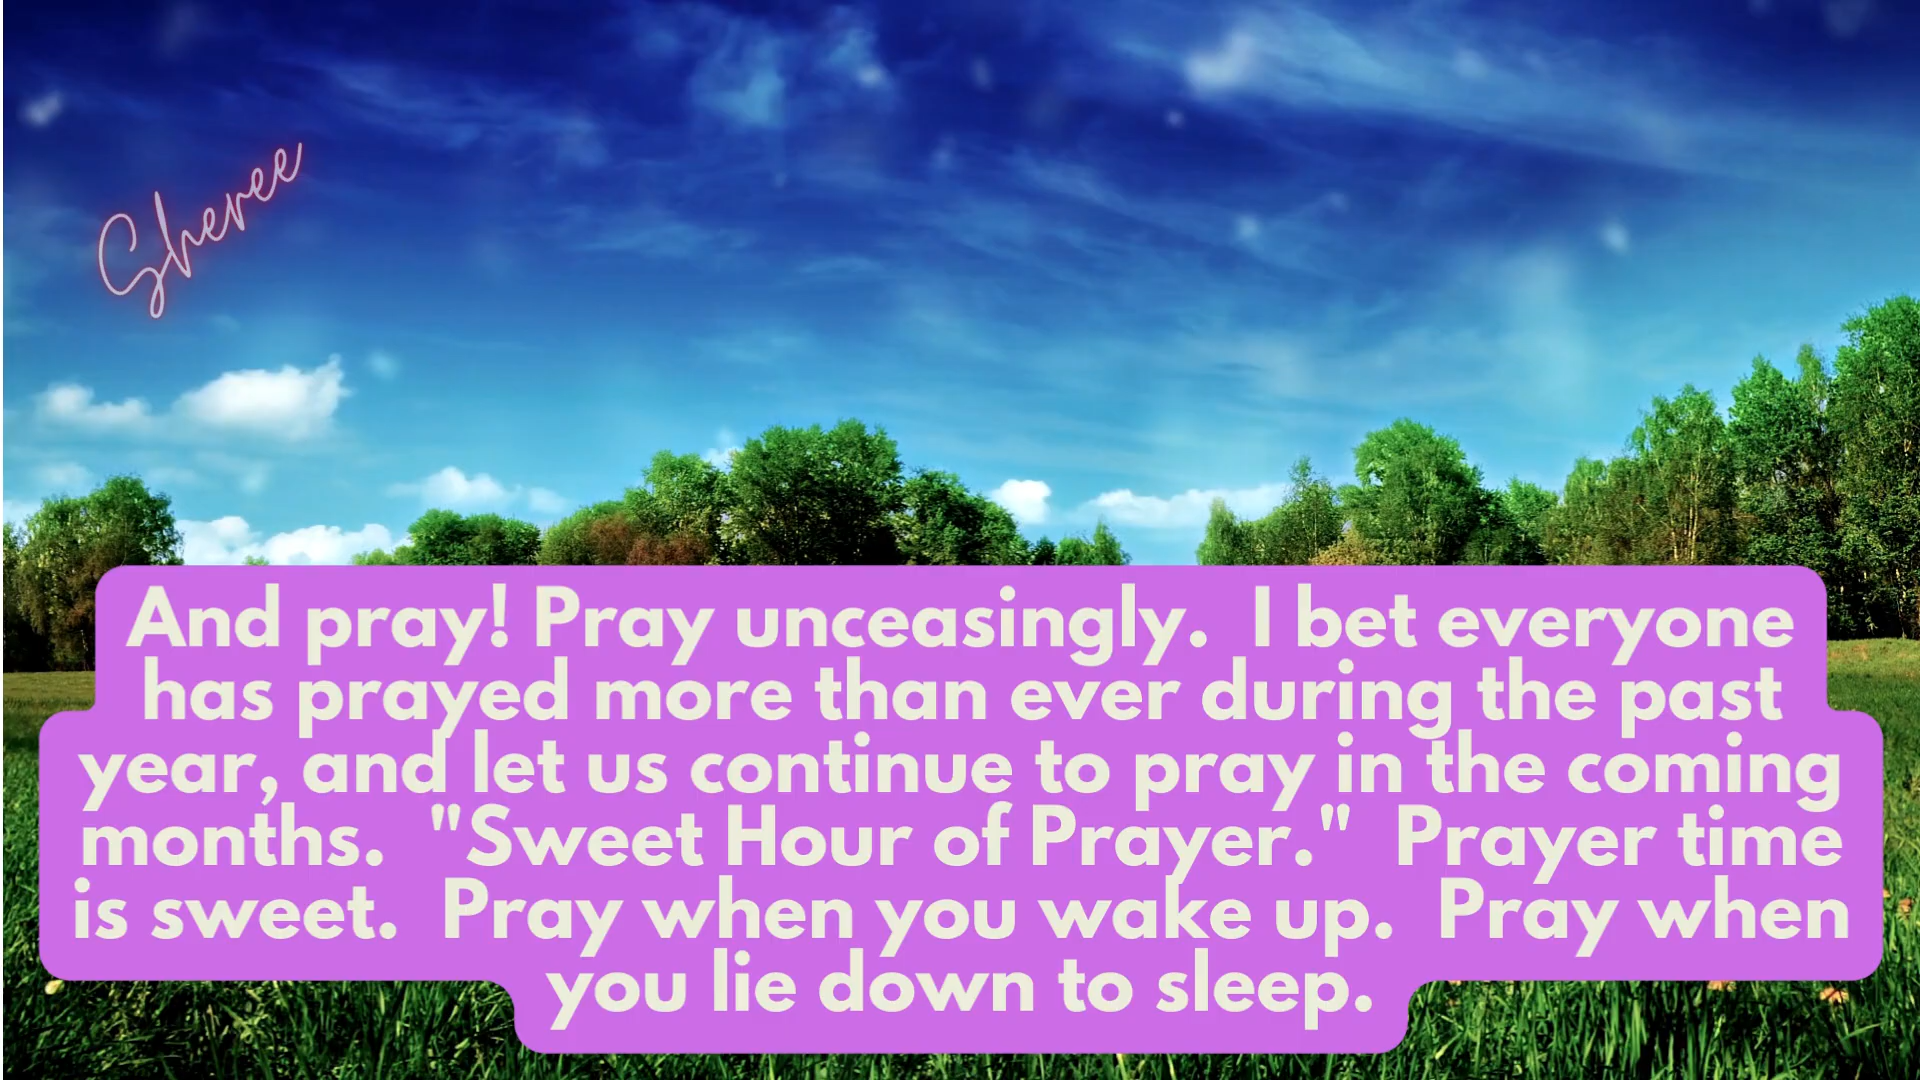 Sheree
And pray! Pray unceasingly.  I bet everyone
has prayed more than ever during the past
year, and let us continue to pray in the coming
months.  "Sweet Hour of Prayer."  Prayer time
is sweet.  Pray when you wake up.  Pray when
you lie down to sleep.